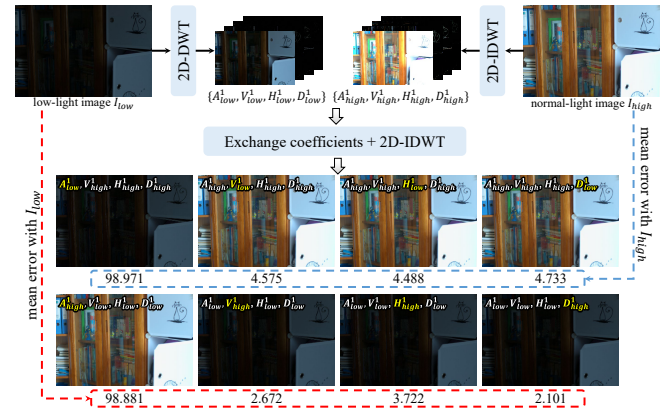 2D-DWT
2D-IDWT
low-light image I_low
{A^1_low, V^1_low, H^1_low, D^1_low}
{A^1_high, V^1_high, H^1_high, D^1_high}
normal-light image I_high
Exchange coefficients + 2D-IDWT
mean error with I_low
mean error with I_high
A^1_low, V^1_high, H^1_high, D^1_high
A^1_high, V^1_low, H^1_high, D^1_high
A^1_high, V^1_high, H^1_low, D^1_high
A^1_high, V^1_high, H^1_high, D^1_low
98.971 4.575 4.488 4.733
A^1_high, V^1_low, H^1_low, D^1_low
A^1_low, V^1_high, H^1_low, D^1_low
A^1_low, V^1_low, H^1_high, D^1_low
A^1_low, V^1_low, H^1_low, D^1_high
98.881 2.672 3.722 2.101